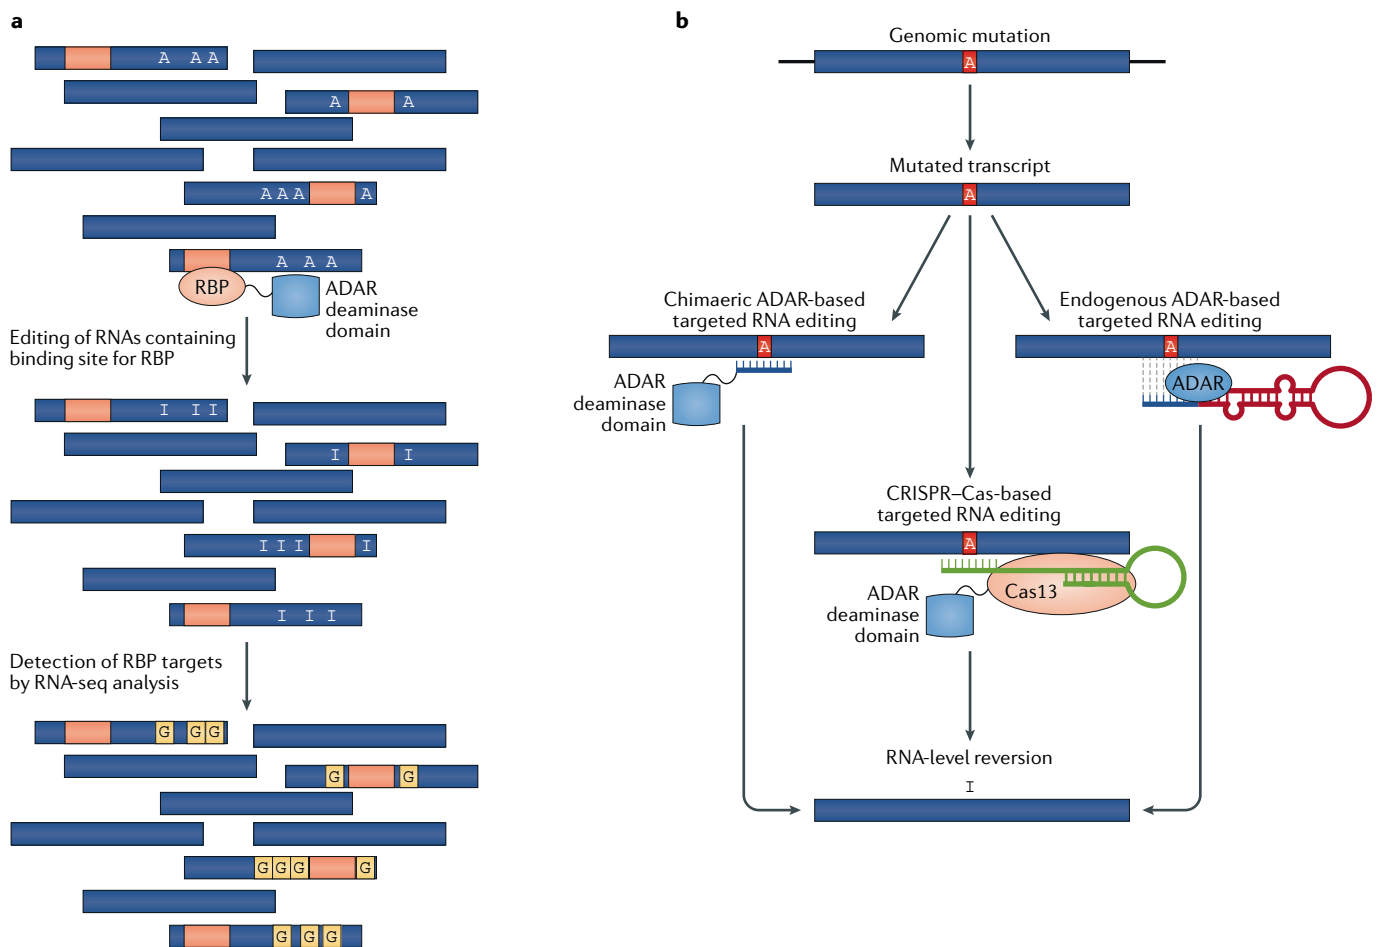 a
A AA
A A
AAA A
A A A
RBP
ADAR
deaminase
domain
Editing of RNAs containing
binding site for RBP
I II
I I
III I
I I I
Detection of RBP targets
by RNA-seq analysis
G GG
G G
GGG G
G G G
b
Genomic mutation
A
Mutated transcript
A
Chimaeric ADAR-based
targeted RNA editing
A
ADAR
deaminase
domain
Endogenous ADAR-based
targeted RNA editing
A
ADAR
CRISPR–Cas-based
targeted RNA editing
A
Cas13
ADAR
deaminase
domain
RNA-level reversion
I